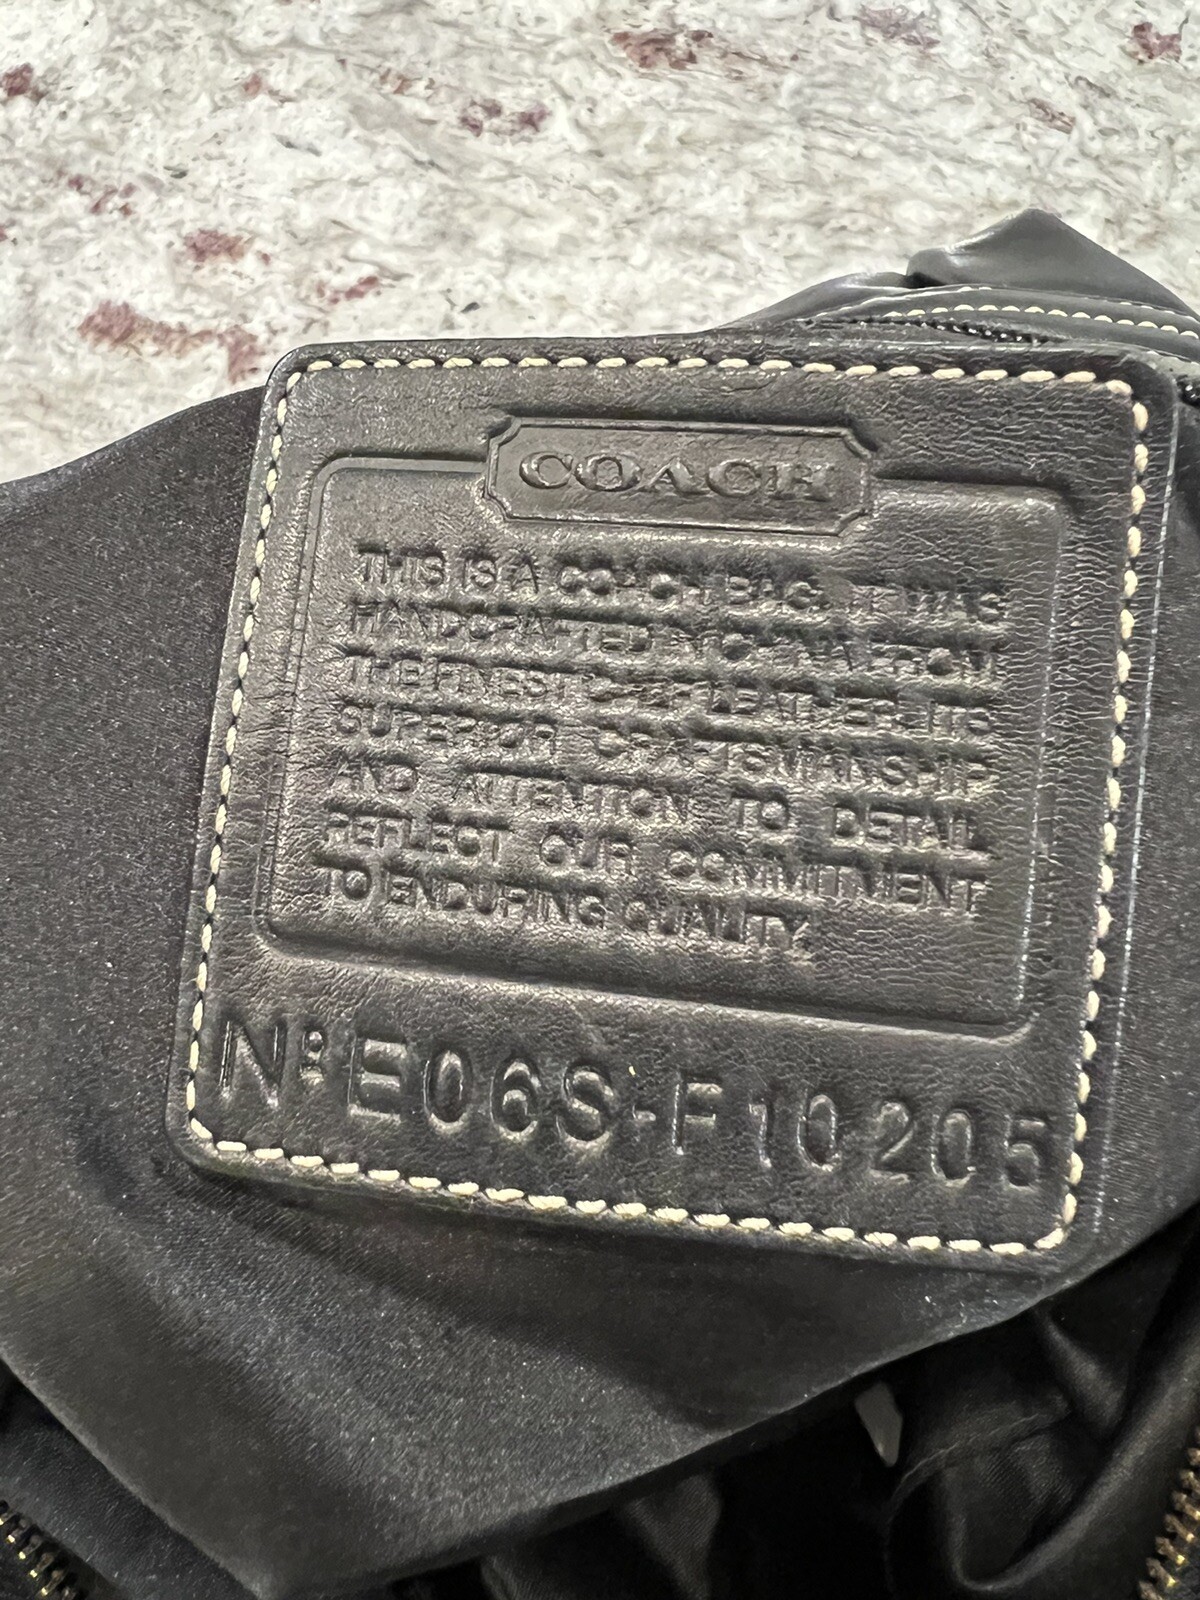 COACH
THIS IS A COACH BAG. IT WAS
HANDCRAFTED IN CHINA FROM
THE FINEST CALF LEATHER. ITS
SUPERIOR CRAFTSMANSHIP
AND ATTENTION TO DETAIL
REFLECT OUR COMMITMENT
TO ENDURING QUALITY.
Nº E06S-F10205